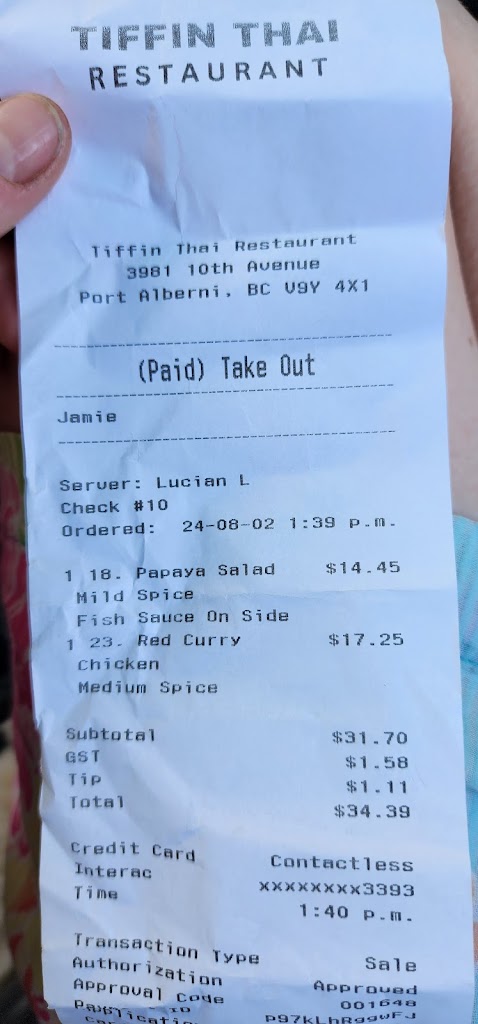 TIFFIN THAI
RESTAURANT
Tiffin Thai Restaurant
3981 10th Avenue
Port Alberni, BC V9Y 4X1
(Paid) Take Out
Jamie
Server: Lucian L
Check #10
Ordered: 24-08-02 1:39 p.m.
1 18. Papaya Salad $14.45
Mild Spice
Fish Sauce On Side
1 23. Red Curry $17.25
Chicken
Medium Spice
Subtotal $31.70
GST $1.58
Tip $1.11
Total $34.39
Credit Card Contactless
Interac xxxxxxxx3393
Time 1:40 p.m.
Transaction Type Sale
Authorization Approved
Approval Code 001648
ID